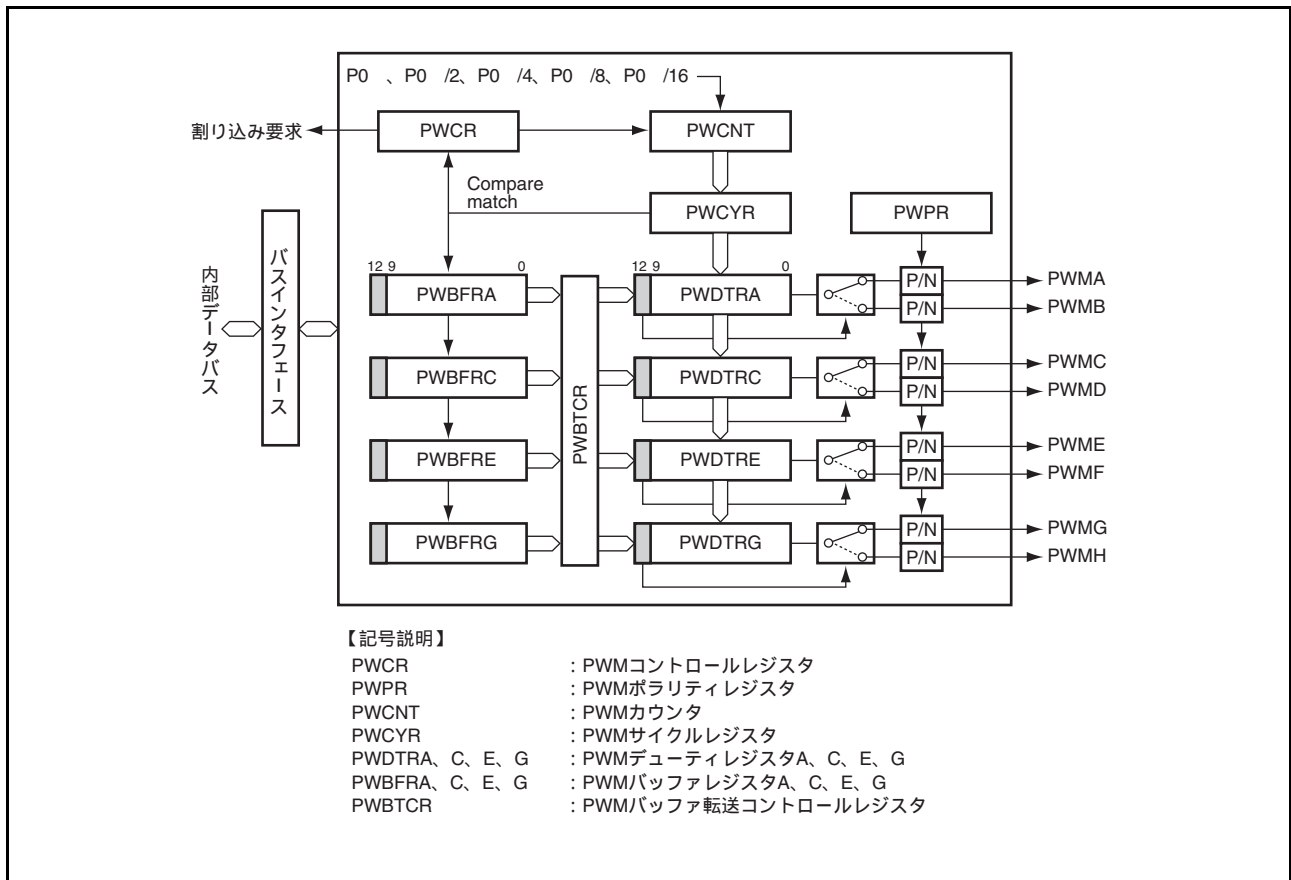 P0 、P0 /2、P0 /4、P0 /8、P0 /16
割り込み要求
PWCR
PWCNT
Compare
match
PWCYR
PWPR
内部データバス
バスインタフェース
12 9 0
PWBFRA
PWBTCR
12 9 0
PWDTRA
P/N
PWMA
P/N
PWMB
PWBFRC
PWDTRC
P/N
PWMC
P/N
PWMD
PWBFRE
PWDTRE
P/N
PWME
P/N
PWMF
PWBFRG
PWDTRG
P/N
PWMG
P/N
PWMH
【記号説明】
PWCR : PWMコントロールレジスタ
PWPR : PWMポラリティレジスタ
PWCNT : PWMカウンタ
PWCYR : PWMサイクルレジスタ
PWDTRA、C、E、G : PWMデューティレジスタA、C、E、G
PWBFRA、C、E、G : PWMバッファレジスタA、C、E、G
PWBTCR : PWMバッファ転送コントロールレジスタ